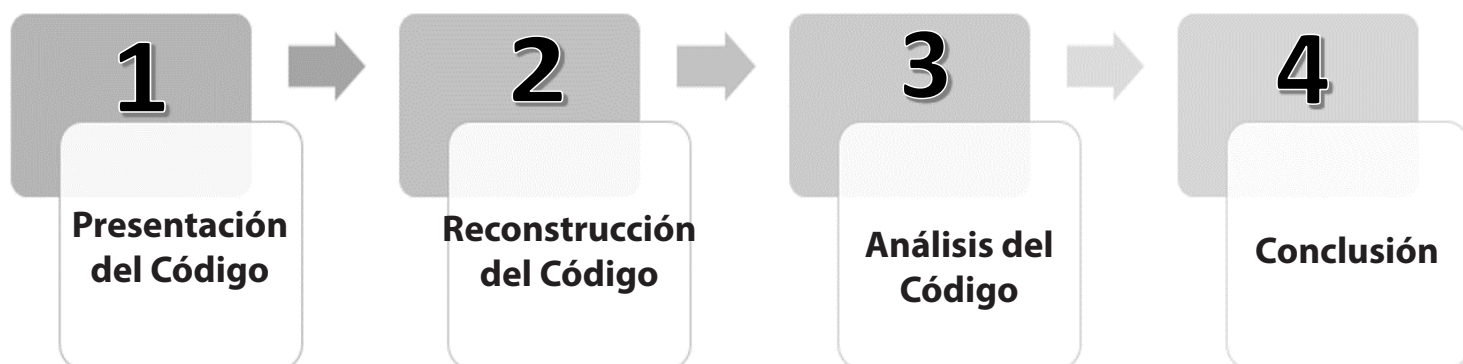 1
Presentación
del Código
2
Reconstrucción
del Código
3
Análisis del
Código
4
Conclusión